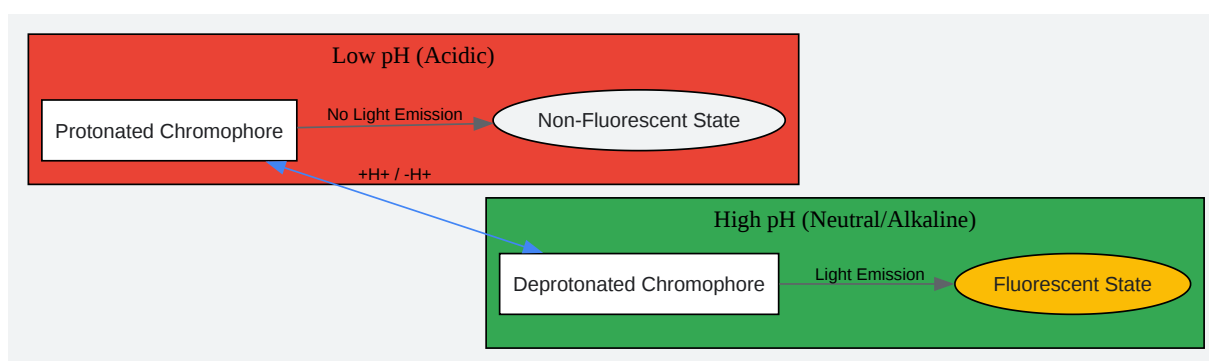 Low pH (Acidic)
Protonated Chromophore
No Light Emission
Non-Fluorescent State
+H+ / -H+
High pH (Neutral/Alkaline)
Deprotonated Chromophore
Light Emission
Fluorescent State